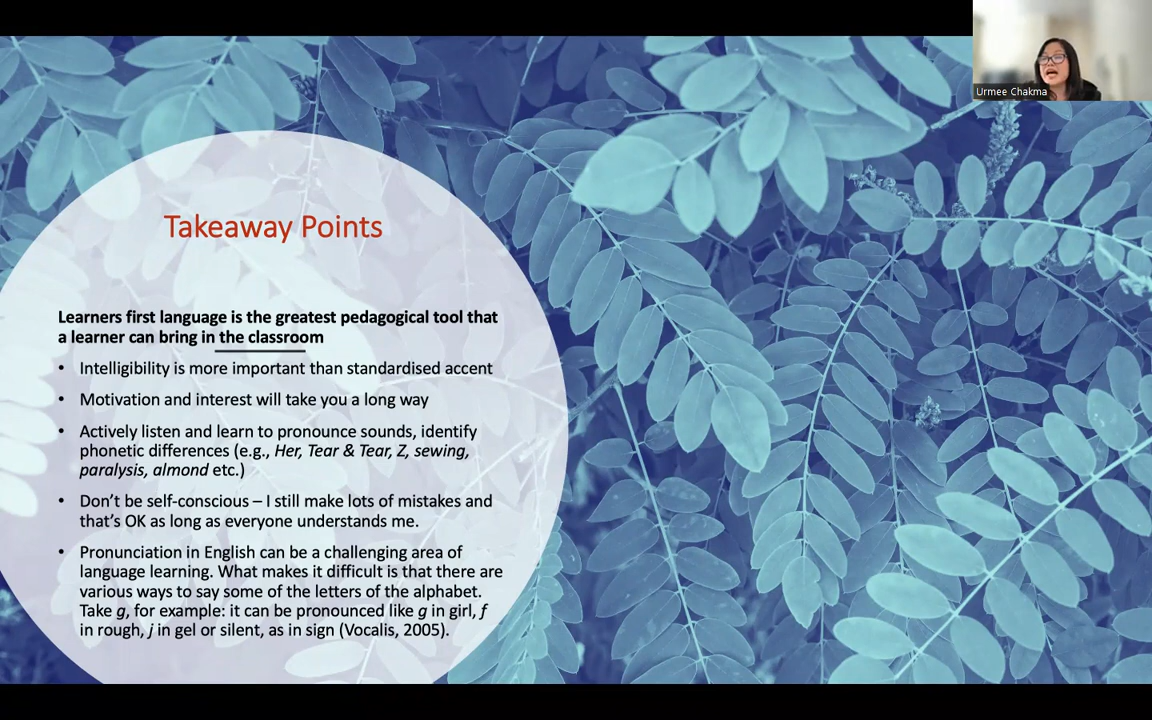 Urmee Chakma
Takeaway Points
Learners first language is the greatest pedagogical tool that
a learner can bring in the classroom
• Intelligibility is more important than standardised accent
• Motivation and interest will take you a long way
• Actively listen and learn to pronounce sounds, identify
phonetic differences (e.g., Her, Tear & Tear, Z, sewing,
paralysis, almond etc.)
• Don’t be self-conscious – I still make lots of mistakes and
that’s OK as long as everyone understands me.
• Pronunciation in English can be a challenging area of
language learning. What makes it difficult is that there are
various ways to say some of the letters of the alphabet.
Take g, for example: it can be pronounced like g in girl, f
in rough, j in gel or silent, as in sign (Vocalis, 2005).